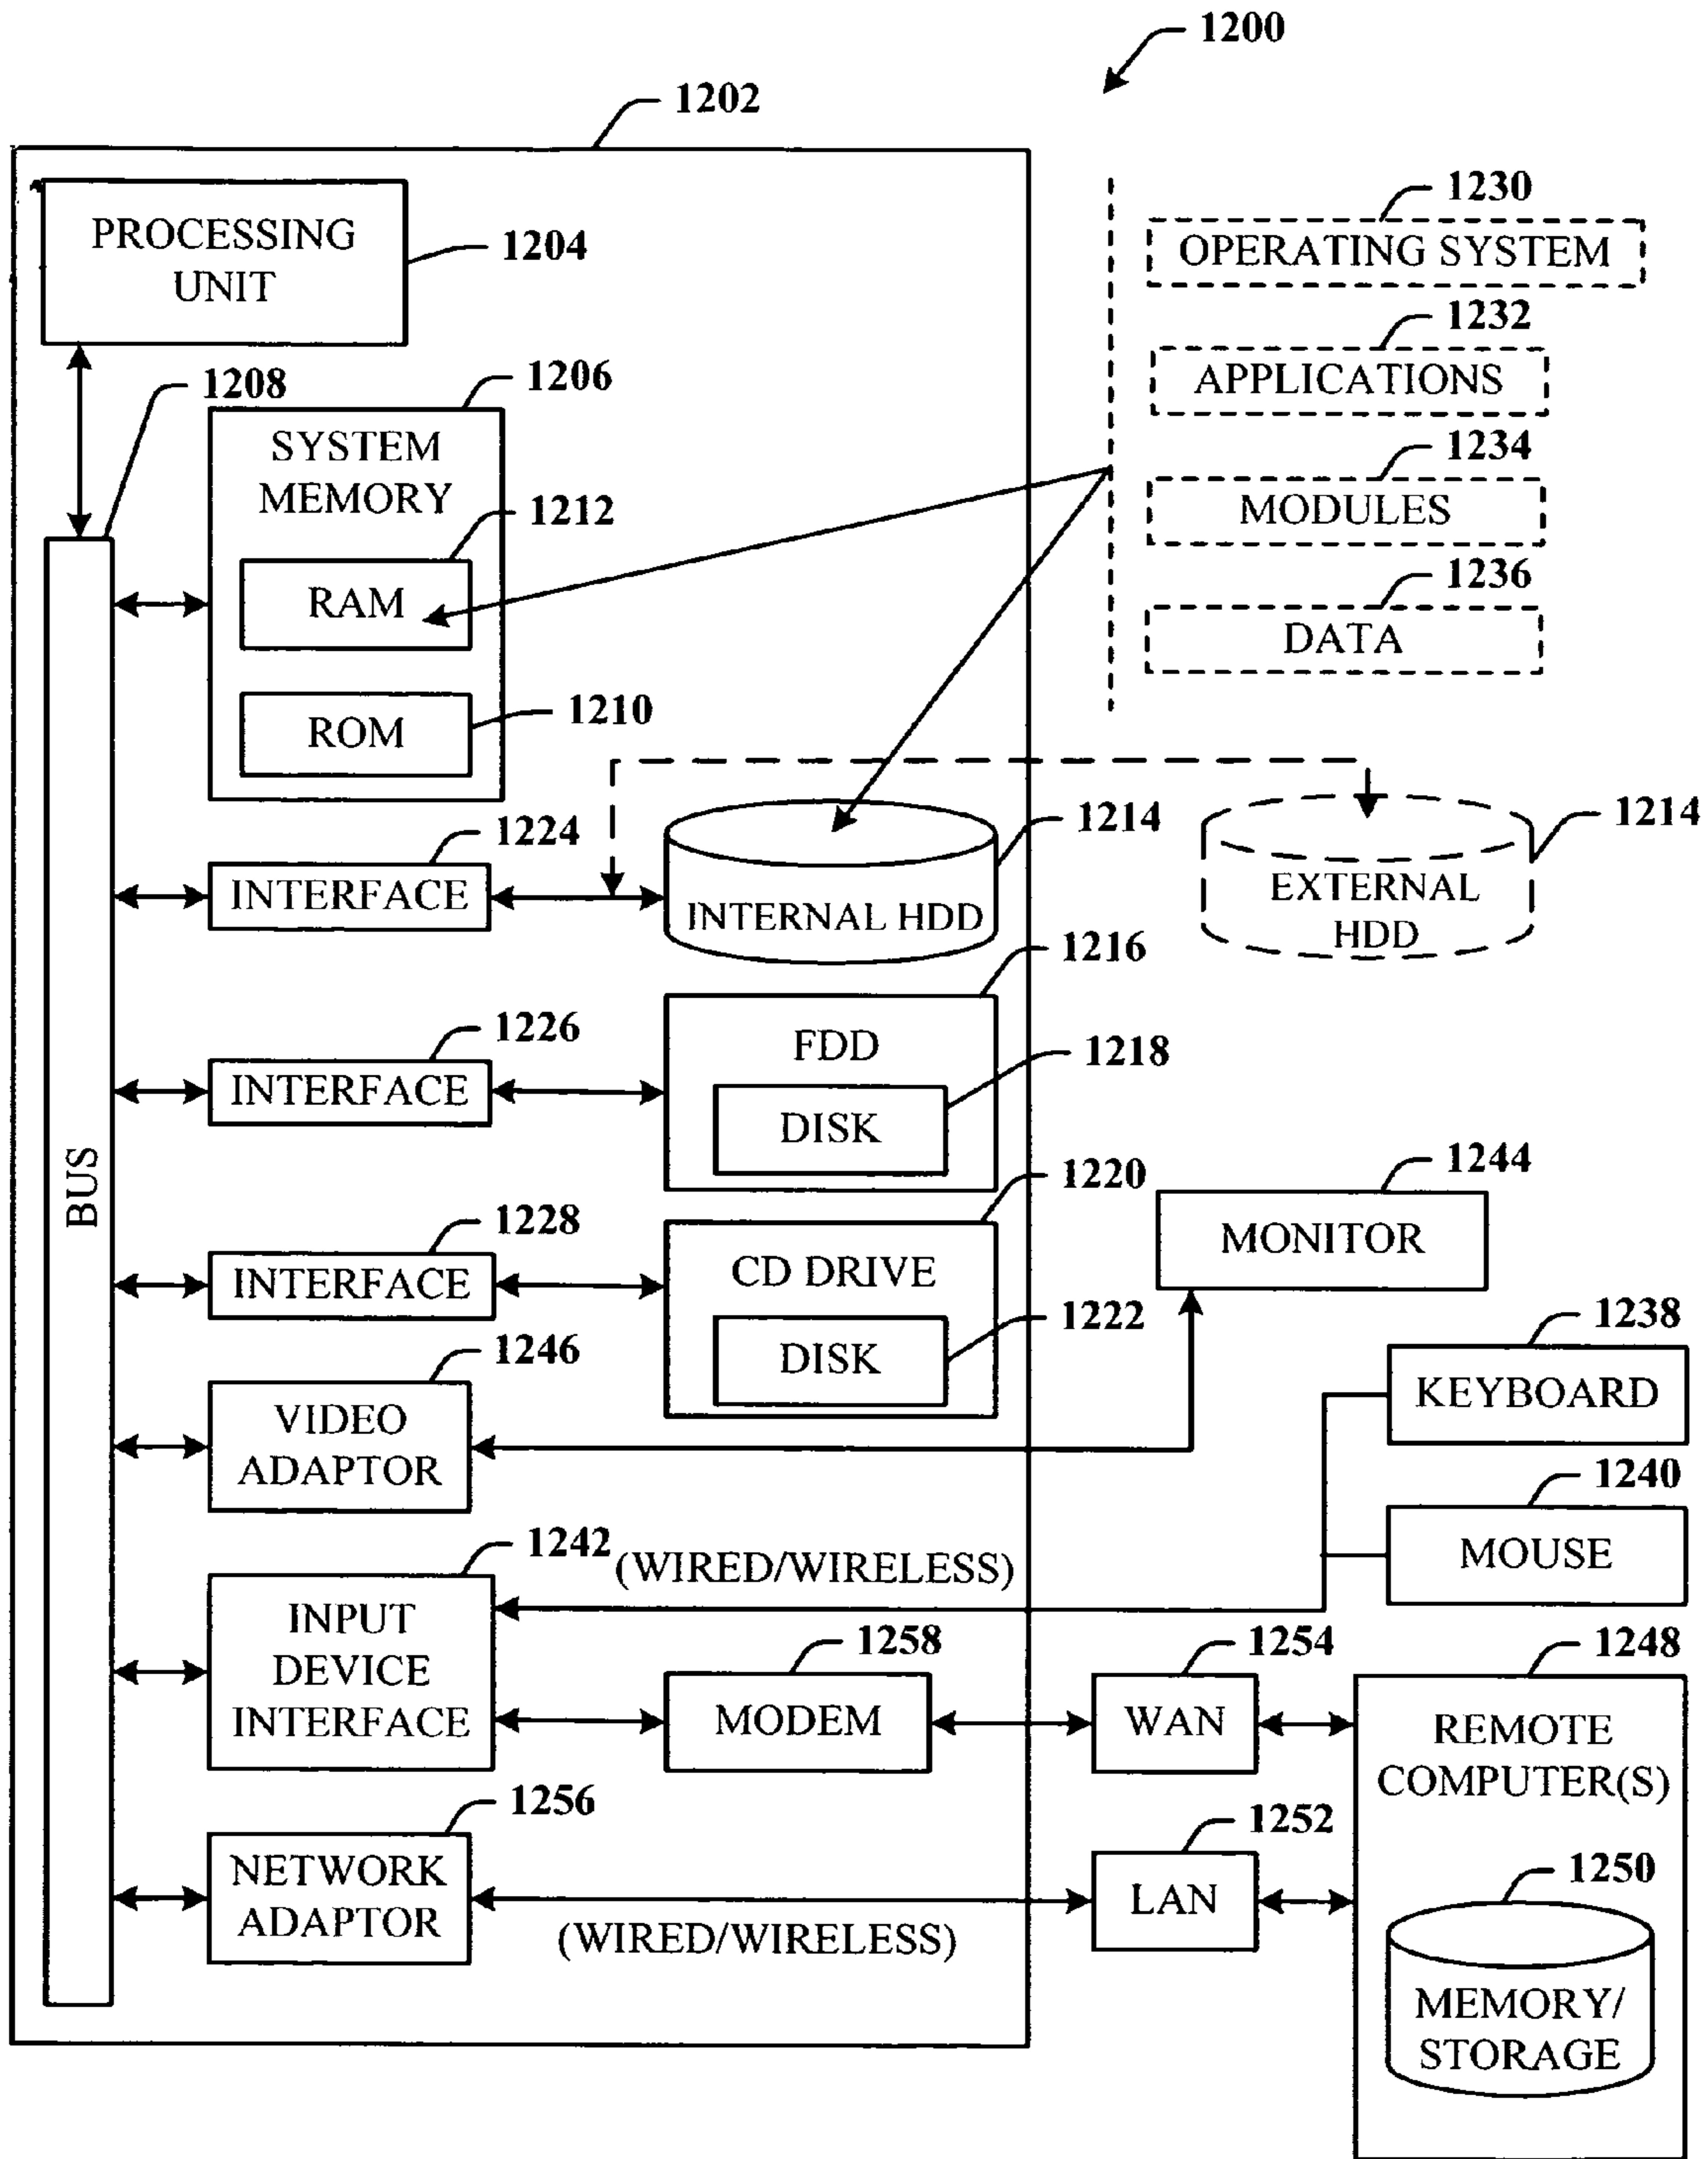 1200
1202
PROCESSING
UNIT
1204
1230
OPERATING SYSTEM
1232
APPLICATIONS
1234
MODULES
1236
DATA
1208
1206
SYSTEM
MEMORY
1212
RAM
1210
ROM
1224
INTERFACE
1214
INTERNAL HDD
1214
EXTERNAL
HDD
1216
FDD
1226
INTERFACE
1218
DISK
BUS
1220
CD DRIVE
1228
INTERFACE
1222
DISK
1244
MONITOR
1246
VIDEO
ADAPTOR
1238
KEYBOARD
1240
MOUSE
1242
(WIRED/WIRELESS)
INPUT
DEVICE
INTERFACE
1258
MODEM
1254
WAN
1248
REMOTE
COMPUTER(S)
1256
NETWORK
ADAPTOR
(WIRED/WIRELESS)
1252
LAN
1250
MEMORY/
STORAGE